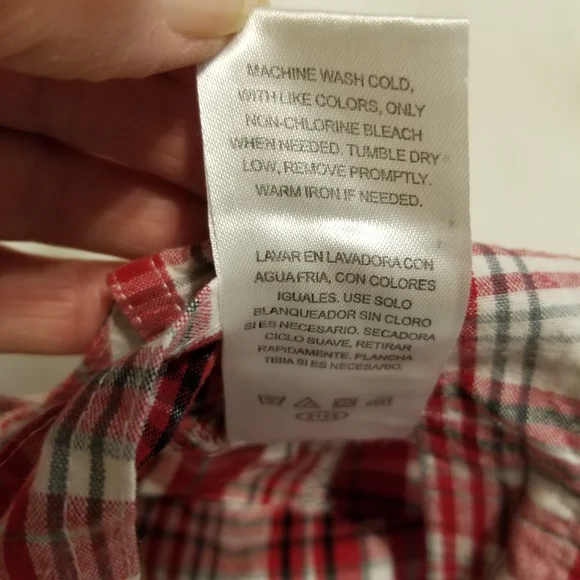 MACHINE WASH COLD,
WITH LIKE COLORS, ONLY
NON-CHLORINE BLEACH
WHEN NEEDED. TUMBLE DRY
LOW, REMOVE PROMPTLY.
WARM IRON IF NEEDED.
LAVAR EN LAVADORA CON
AGUA FRIA, CON COLORES
IGUALES. USE SOLO
BLANQUEADOR SIN CLORO
SI ES NECESARIO. SECADORA
CICLO SUAVE, RETIRAR
RAPIDAMENTE. PLANCHA
TIBIA SI ES NECESARIO.